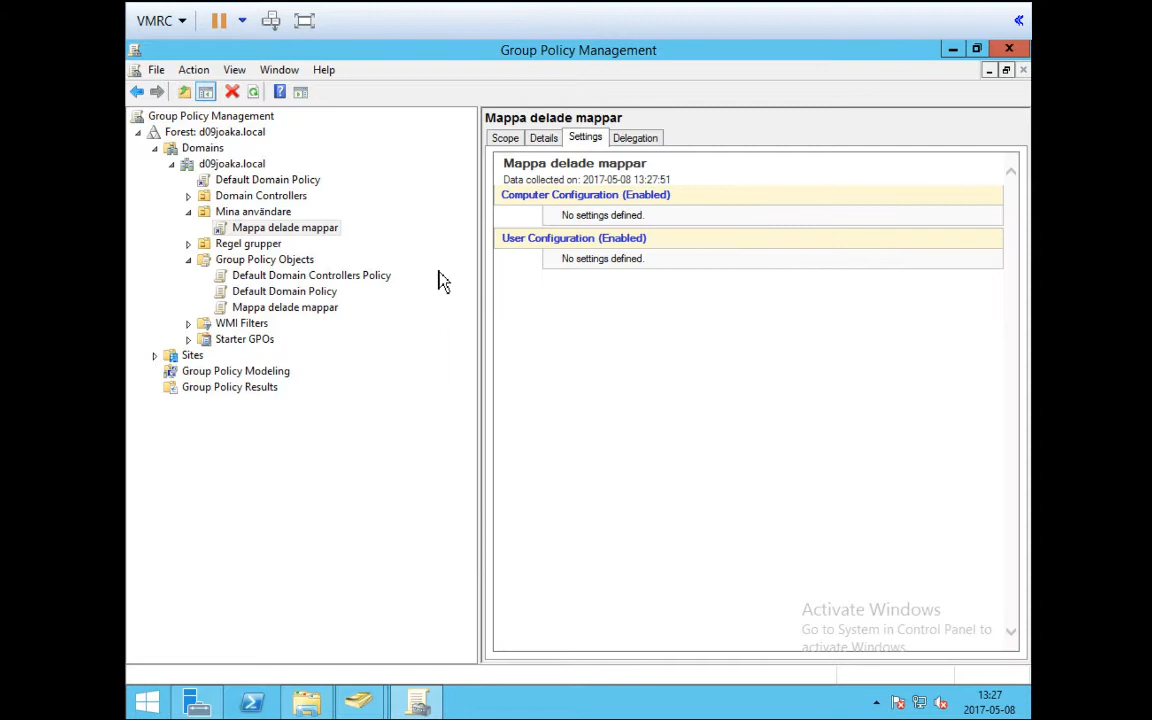 VMRC
Group Policy Management
File Action View Window Help
Group Policy Management
Forest: d09joaka.local
Domains
d09joaka.local
Default Domain Policy
Domain Controllers
Mina användare
Mappa delade mappar
Regel grupper
Group Policy Objects
Default Domain Controllers Policy
Default Domain Policy
Mappa delade mappar
WMI Filters
Starter GPOs
Sites
Group Policy Modeling
Group Policy Results
Mappa delade mappar
Scope Details Settings Delegation
Mappa delade mappar
Data collected on: 2017-05-08 13:27:51
Computer Configuration (Enabled)
No settings defined.
User Configuration (Enabled)
No settings defined.
Activate Windows
Go to System in Control Panel to
activate Windows.
13:27
2017-05-08